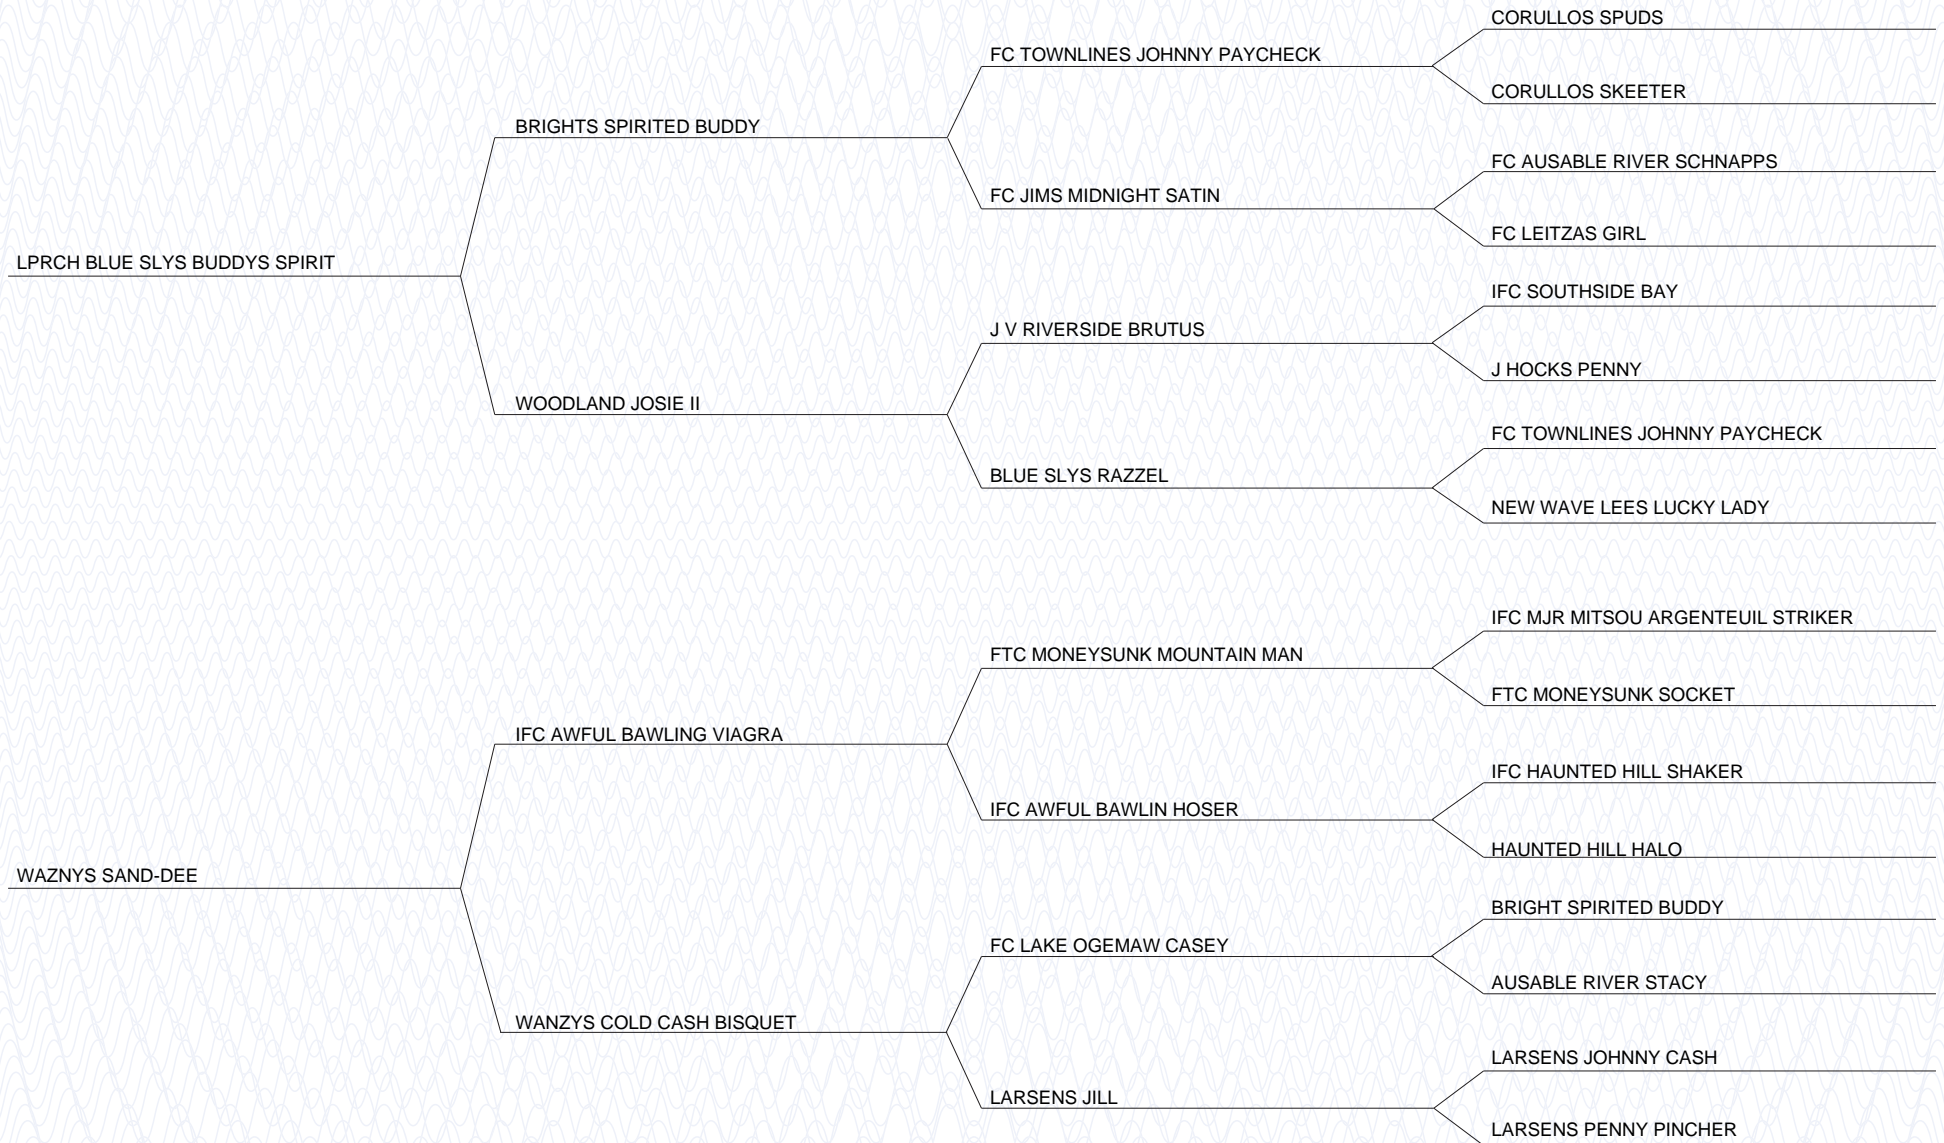 CORULLOS SPUDS
FC TOWNLINES JOHNNY PAYCHECK
CORULLOS SKEETER
BRIGHTS SPIRITED BUDDY
FC AUSABLE RIVER SCHNAPPS
FC JIMS MIDNIGHT SATIN
FC LEITZAS GIRL
LPRCH BLUE SLYS BUDDYS SPIRIT
IFC SOUTHSIDE BAY
J V RIVERSIDE BRUTUS
J HOCKS PENNY
WOODLAND JOSIE II
FC TOWNLINES JOHNNY PAYCHECK
BLUE SLYS RAZZEL
NEW WAVE LEES LUCKY LADY
IFC MJR MITSOU ARGENTEUIL STRIKER
FTC MONEYSUNK MOUNTAIN MAN
FTC MONEYSUNK SOCKET
IFC AWFUL BAWLING VIAGRA
IFC HAUNTED HILL SHAKER
IFC AWFUL BAWLIN HOSER
HAUNTED HILL HALO
WAZNYS SAND-DEE
BRIGHT SPIRITED BUDDY
FC LAKE OGEMAW CASEY
AUSABLE RIVER STACY
WANZYS COLD CASH BISQUET
LARSENS JOHNNY CASH
LARSENS JILL
LARSENS PENNY PINCHER